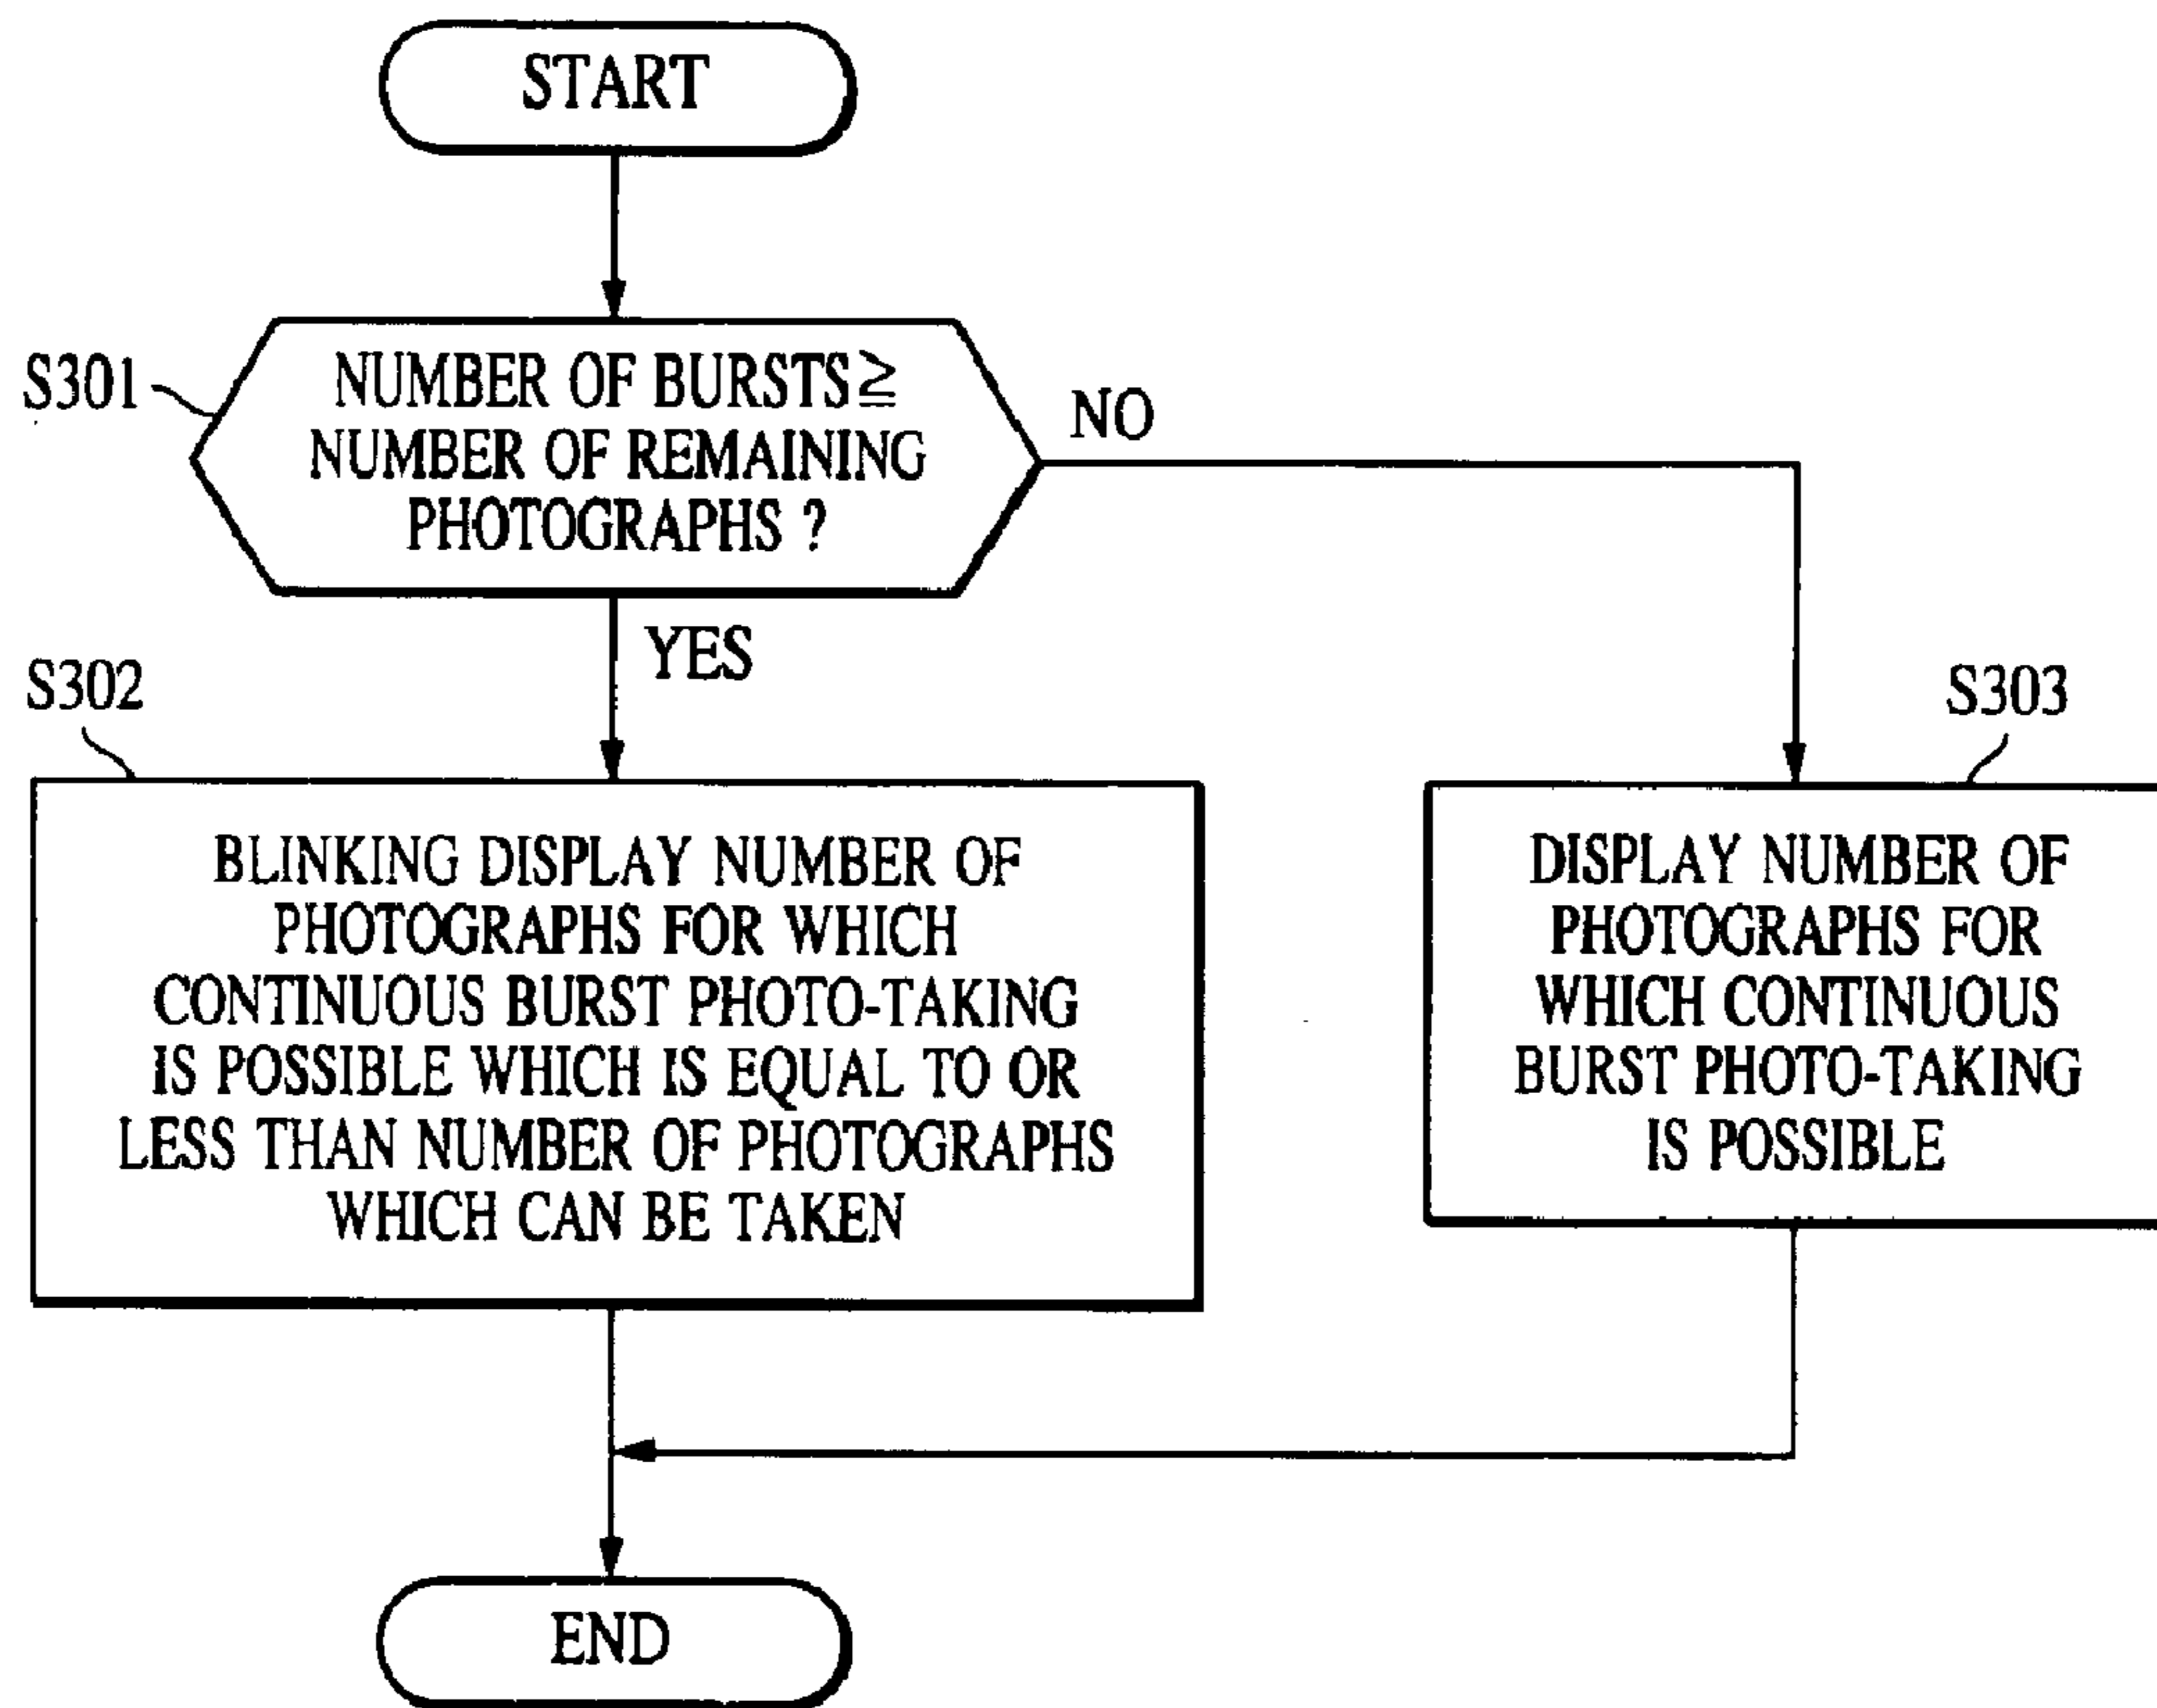 START
S301
NUMBER OF BURSTS≧
NUMBER OF REMAINING
PHOTOGRAPHS ?
NO
YES
S302
BLINKING DISPLAY NUMBER OF
PHOTOGRAPHS FOR WHICH
CONTINUOUS BURST PHOTO-TAKING
IS POSSIBLE WHICH IS EQUAL TO OR
LESS THAN NUMBER OF PHOTOGRAPHS
WHICH CAN BE TAKEN
S303
DISPLAY NUMBER OF
PHOTOGRAPHS FOR
WHICH CONTINUOUS
BURST PHOTO-TAKING
IS POSSIBLE
END